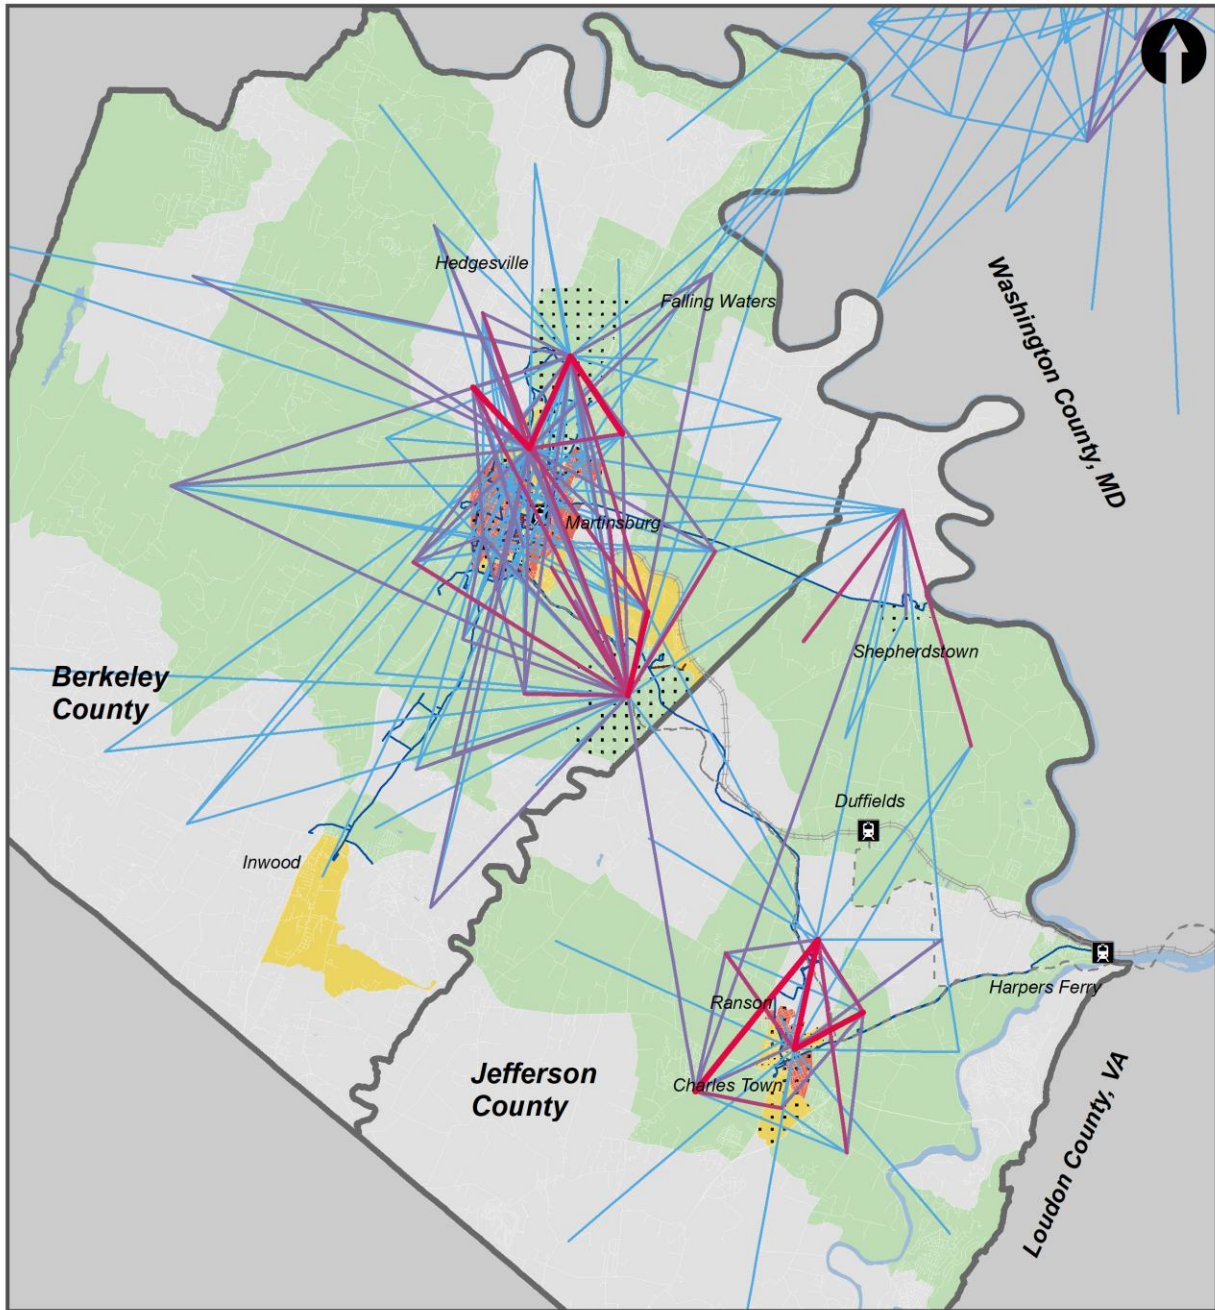 Hedgesville
Falling Waters
Washington County, MD
Martinsburg
Shepherdstown
Berkeley
County
Duffields
Inwood
Harpers Ferry
Ranson
Jefferson
County
Charles Town
Loudon County, VA